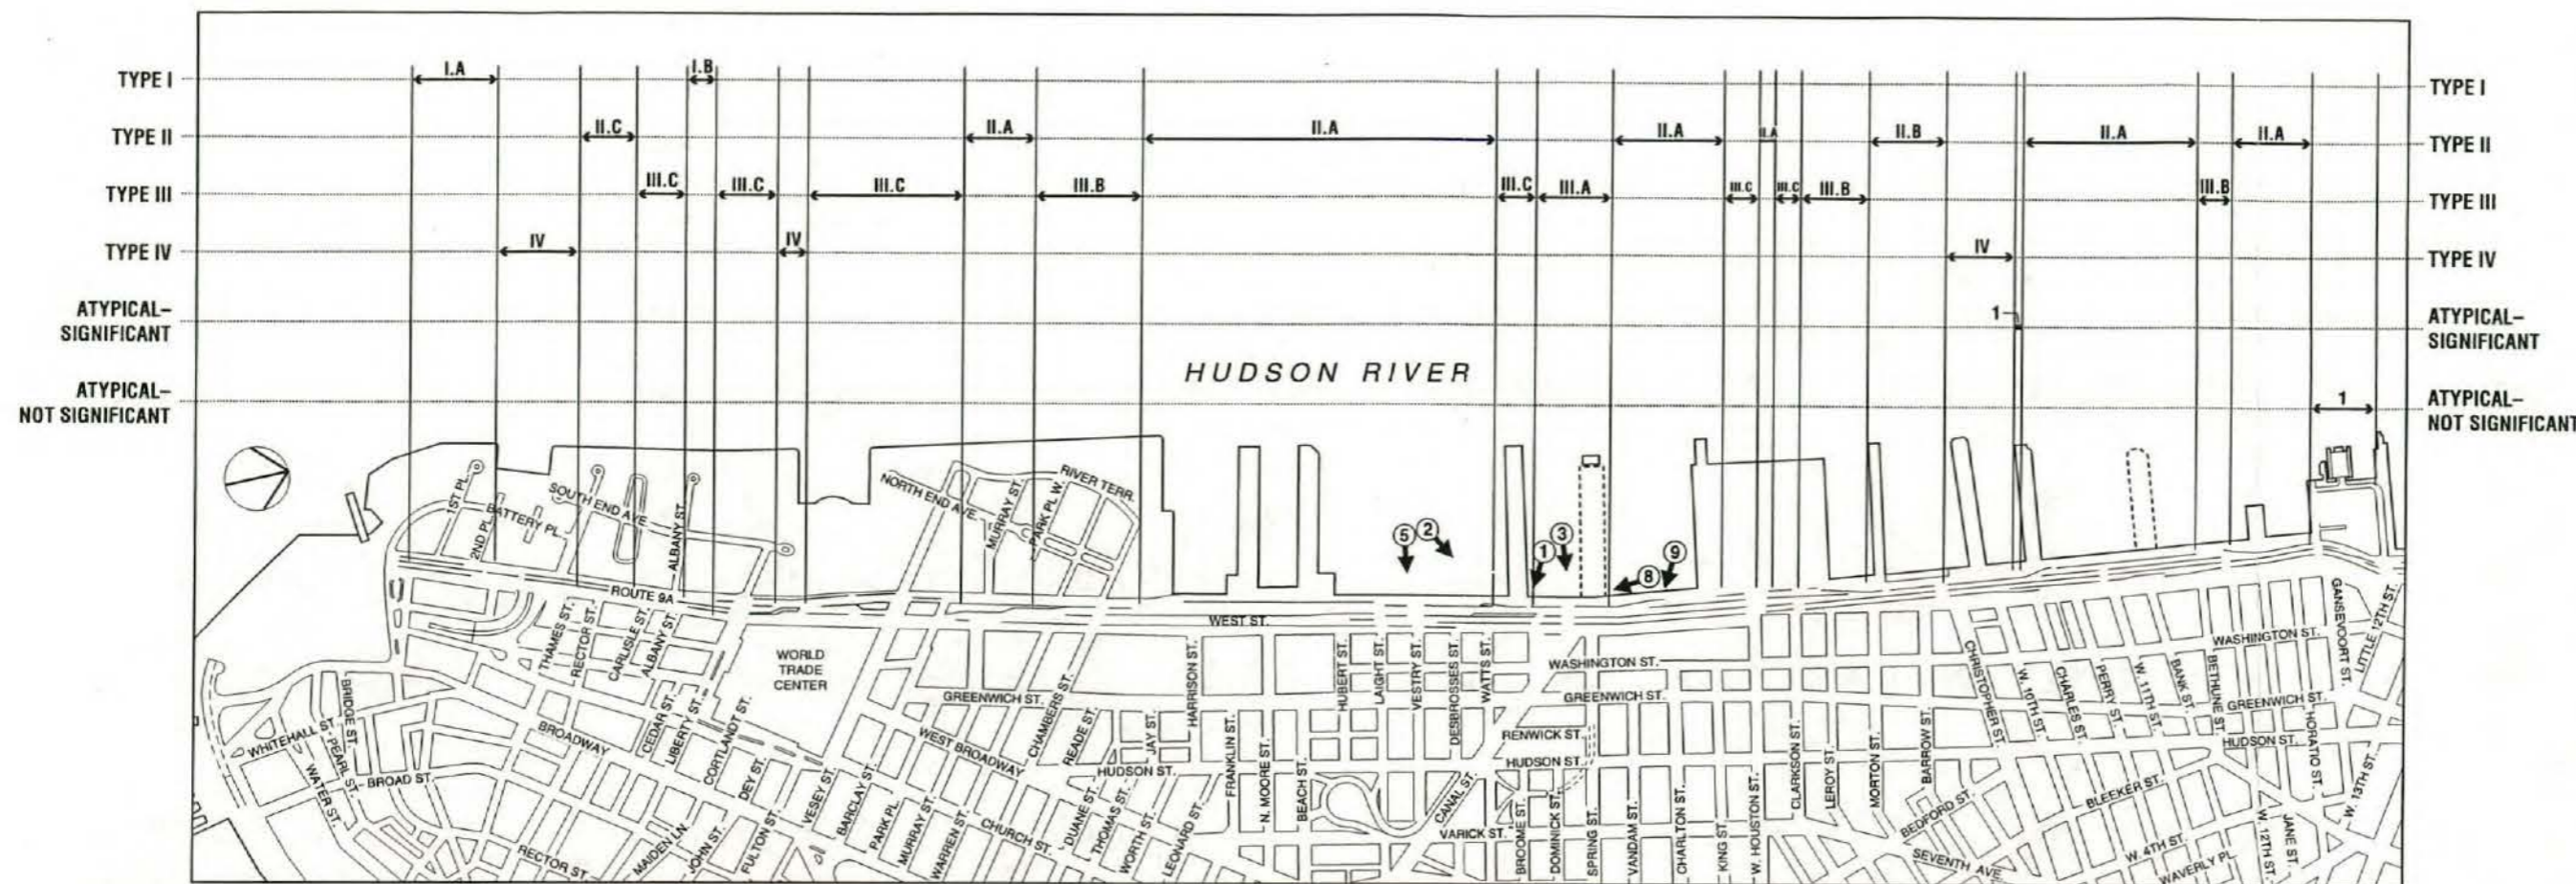 TYPE I
I.A
I.B
TYPE I
TYPE II
II.C
II.A
II.A
II.A
II.A
II.B
II.A
II.A
TYPE II
TYPE III
III.C
III.C
III.C
III.B
III.C
III.A
III.C
III.C
III.B
III.B
TYPE III
TYPE IV
IV
IV
IV
TYPE IV
ATYPICAL–
SIGNIFICANT
1
ATYPICAL–
SIGNIFICANT
HUDSON RIVER
ATYPICAL–
NOT SIGNIFICANT
1
ATYPICAL–
NOT SIGNIFICANT
1ST PL.
2ND PL.
BATTERY PL.
SOUTH END AVE.
ALBANY ST.
NORTH END AVE.
MURRAY ST.
PARK PL. W.
RIVER TERR.
5
2
1
3
8
9
ROUTE 9A
WEST ST.
THAMES ST.
RECTOR ST.
CARLISLE ST.
ALBANY ST.
WORLD
TRADE
CENTER
WASHINGTON ST.
WASHINGTON ST.
GREENWICH ST.
GREENWICH ST.
GREENWICH ST.
HARRISON ST.
HUBERT ST.
LAIGHT ST.
VESTRY ST.
DESBROSSES ST.
WATTS ST.
CHRISTOPHER ST.
W. 10TH ST.
CHARLES ST.
PERRY ST.
W. 11TH ST.
BANK ST.
BETHUNE ST.
GANSEVOORT ST.
LITTLE 12TH ST.
WHITEHALL ST.
BRIDGE ST.
PEARL ST.
WATER ST.
BROAD ST.
BROADWAY
CEDAR ST.
LIBERTY ST.
CORTLANDT ST.
DEY ST.
VESEY ST.
BARCLAY ST.
WEST BROADWAY
CHAMBERS ST.
READE ST.
JAY ST.
HUDSON ST.
FRANKLIN ST.
N. MOORE ST.
BEACH ST.
CANAL ST.
RENWICK ST.
HUDSON ST.
HUDSON ST.
HORATIO ST.
W. 13TH ST.
RECTOR ST.
MAIDEN LN.
JOHN ST.
FULTON ST.
PARK PL.
MURRAY ST.
WARREN ST.
CHURCH ST.
DUANE ST.
THOMAS ST.
WORTH ST.
LEONARD ST.
VARICK ST.
BROOME ST.
DOMINICK ST.
SPRING ST.
VANDAM ST.
CHARLTON ST.
KING ST.
W. HOUSTON ST.
CLARKSON ST.
LEROY ST.
MORTON ST.
BARROW ST.
BEDFORD ST.
SEVENTH AVE.
BLEEKER ST.
W. 4TH ST.
WAVERLY PL.
W. 12TH ST.
JANE ST.